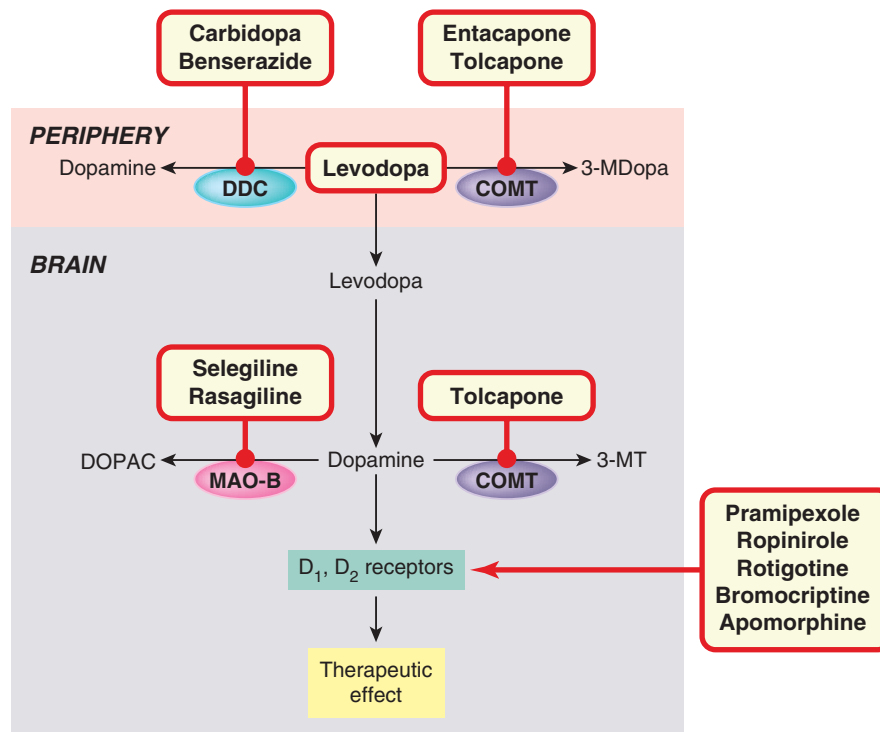 Carbidopa
Benserazide
Entacapone
Tolcapone
PERIPHERY
Dopamine
DDC
Levodopa
COMT
3-MDopa
BRAIN
Levodopa
Selegiline
Rasagiline
Tolcapone
DOPAC
MAO-B
Dopamine
COMT
3-MT
Pramipexole
Ropinirole
Rotigotine
Bromocriptine
Apomorphine
D₁, D₂ receptors
Therapeutic
effect